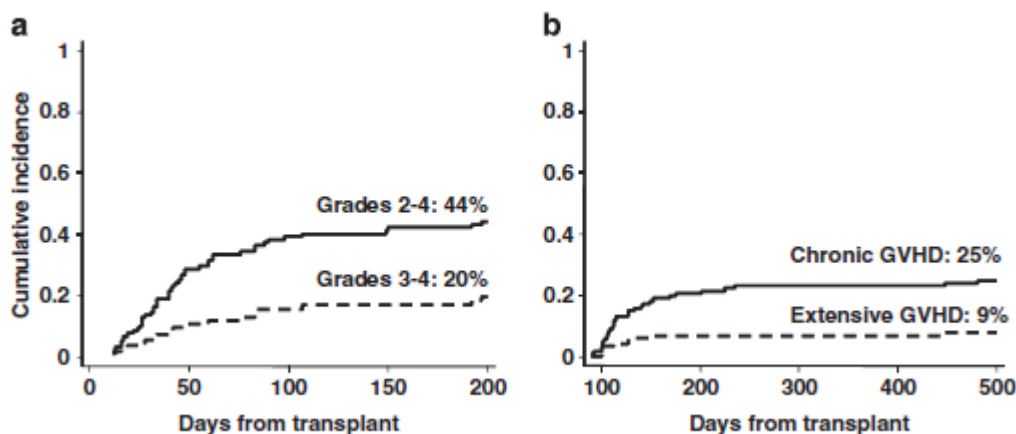 a
Cumulative incidence
1
0.8
0.6
0.4
0.2
0
Grades 2-4: 44%
Grades 3-4: 20%
0 50 100 150 200
Days from transplant
b
1
0.8
0.6
0.4
0.2
0
Chronic GVHD: 25%
Extensive GVHD: 9%
100 200 300 400 500
Days from transplant